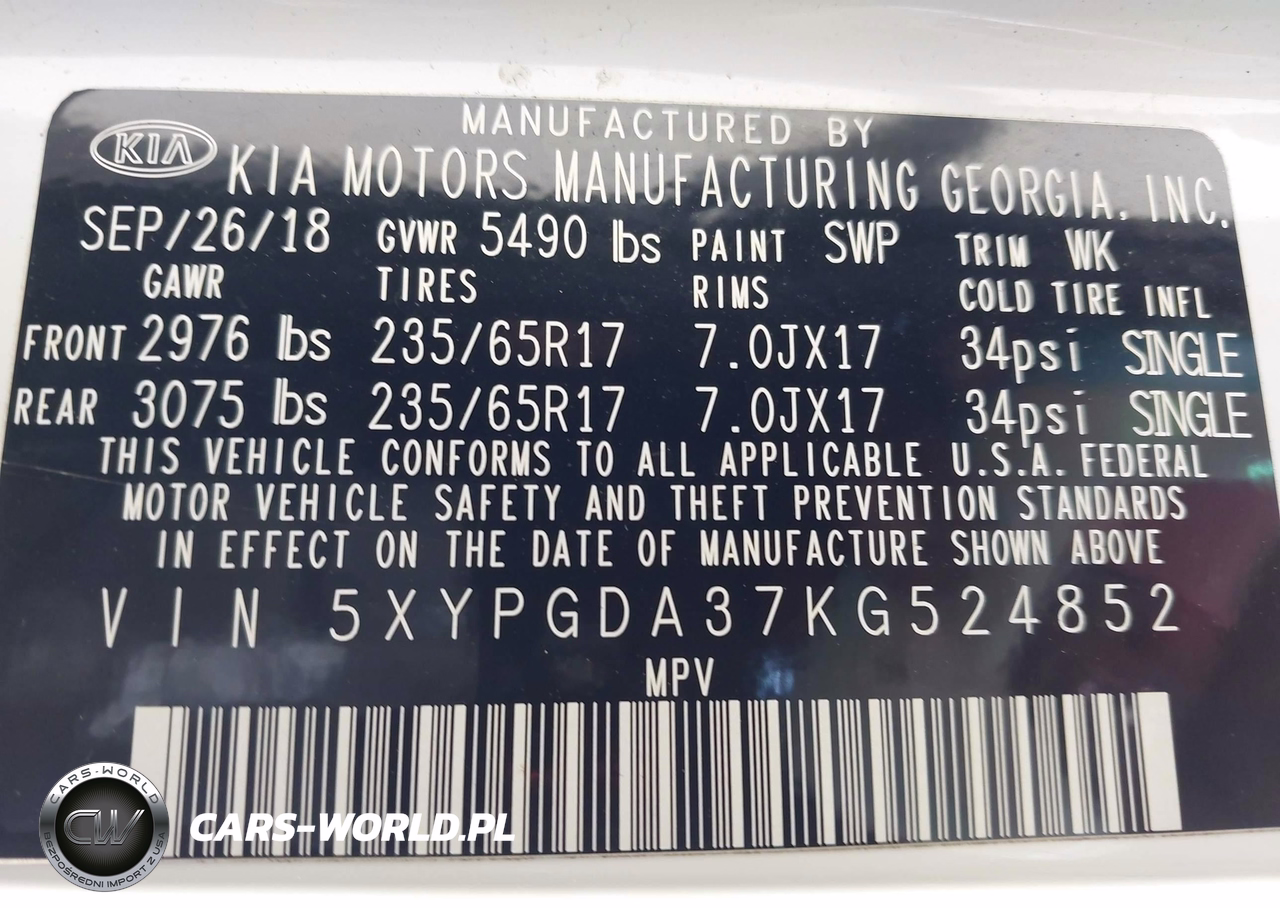 MANUFACTURED BY
KIA KIA MOTORS MANUFACTURING GEORGIA, INC.
SEP/26/18 GVWR 5490 lbs PAINT SWP TRIM WK
GAWR TIRES RIMS COLD TIRE INFL
FRONT 2976 lbs 235/65R17 7.0JX17 34psi SINGLE
REAR 3075 lbs 235/65R17 7.0JX17 34psi SINGLE
THIS VEHICLE CONFORMS TO ALL APPLICABLE U.S.A. FEDERAL
MOTOR VEHICLE SAFETY AND THEFT PREVENTION STANDARDS
IN EFFECT ON THE DATE OF MANUFACTURE SHOWN ABOVE
VIN 5XYPGDA37KG524852
MPV
CARS-WORLD
CW
BEZPOŚREDNI IMPORT Z USA
CARS-WORLD.PL